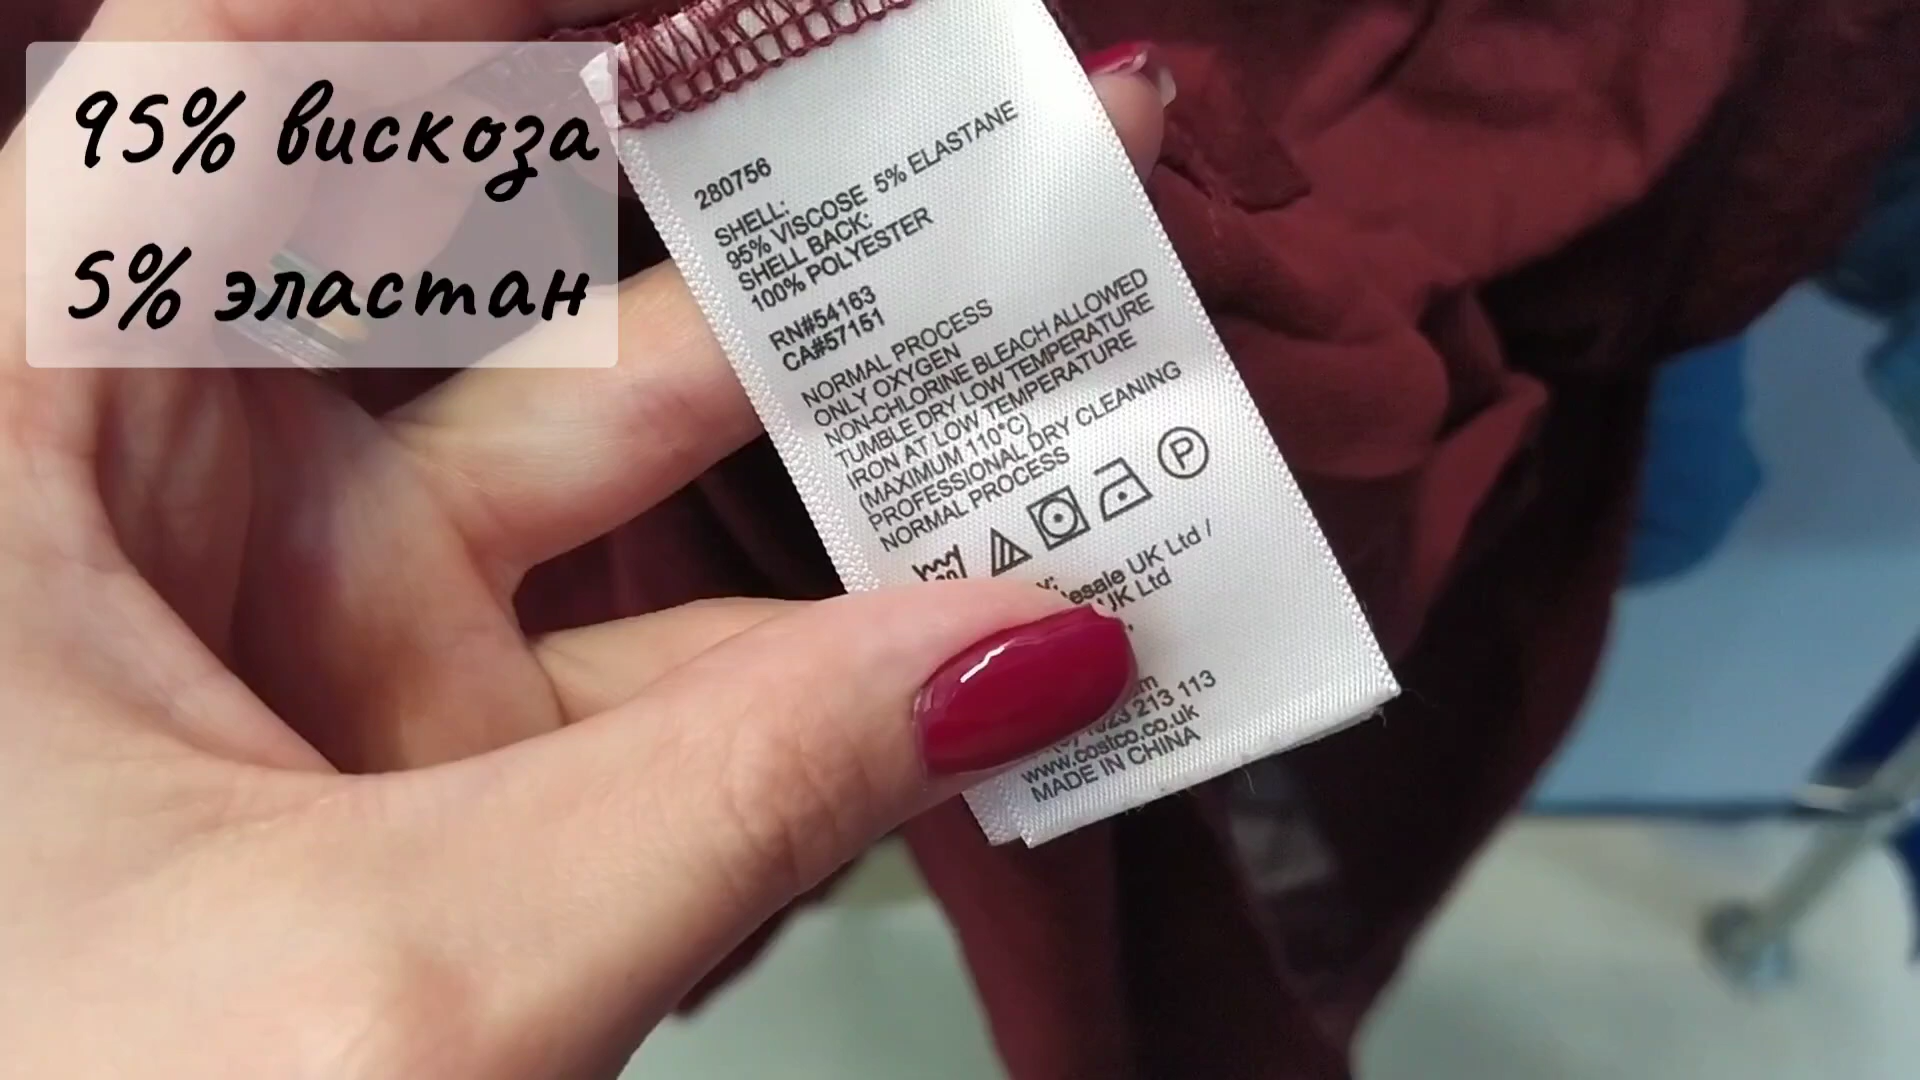 95% вискоза
5% эластан
280756
SHELL:
95% VISCOSE 5% ELASTANE
SHELL BACK:
100% POLYESTER
RN#54163
CA#57151
NORMAL PROCESS
ONLY OXYGEN
NON-CHLORINE BLEACH ALLOWED
TUMBLE DRY LOW TEMPERATURE
IRON AT LOW TEMPERATURE
(MAXIMUM 110°C)
PROFESSIONAL DRY CLEANING
NORMAL PROCESS
P
UK Ltd /
UK Ltd
213 113
www.costco.co.uk
MADE IN CHINA